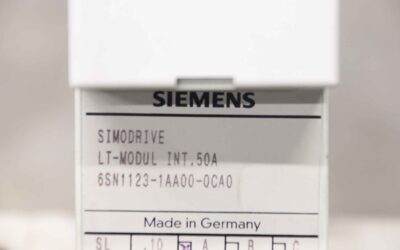 SIEMENS
SIMODRIVE
LT-MODUL INT.50A
6SN1123-1AA00-0CA0
Made in Germany
SL 10 A B C